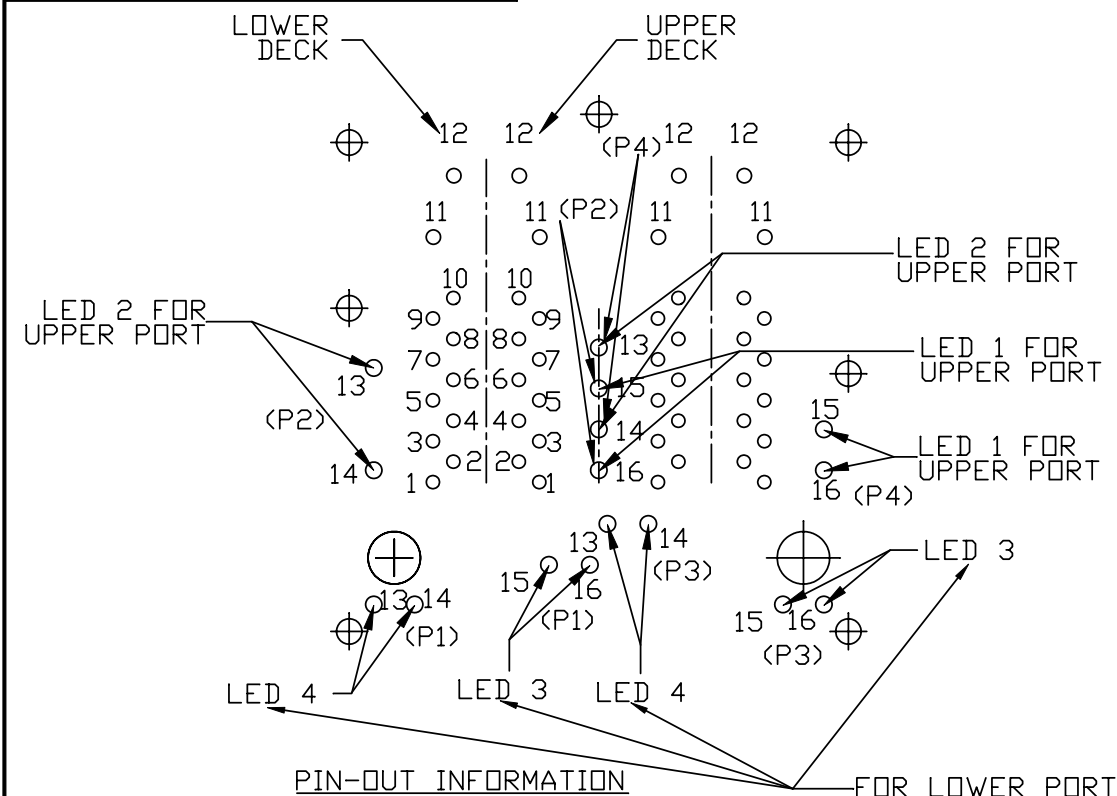 LOWER
DECK
UPPER
DECK
12 12 12 12
(P4)
11 (P2) 11 11 11
LED 2 FOR
UPPER PORT
10 10
LED 2 FOR
UPPER PORT
9 9
8 8 13
7 7
LED 1 FOR
UPPER PORT
13 6 6 15
5 5
(P2) 4 4 14 15
3 3
LED 1 FOR
UPPER PORT
14 2 2 16
1 1 16 (P4)
13 14
LED 3
15 16 (P3)
13 14 (P1) 15 16
(P1) (P3)
LED 4 LED 3 LED 4
PIN-OUT INFORMATION FOR LOWER PORT